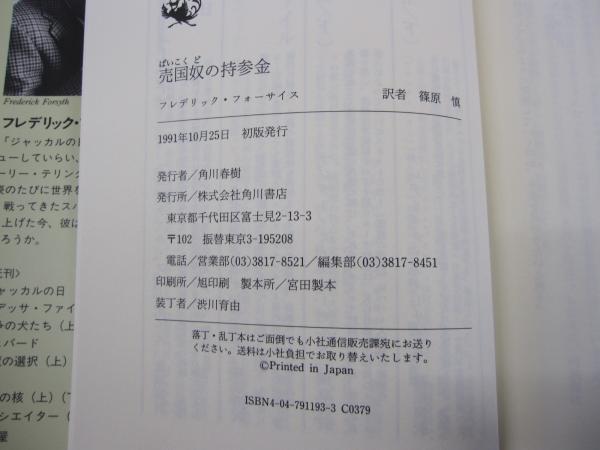 ばいこくど
売国奴の持参金
フレデリック・フォーサイス 訳者 篠原 慎
1991年10月25日 初版発行
発行者/角川春樹
発行所/株式会社角川書店
東京都千代田区富士見2-13-3
〒102 振替東京3-195208
電話/営業部(03)3817-8521/編集部(03)3817-8451
印刷所/旭印刷 製本所/宮田製本
装丁者/渋川育由
落丁・乱丁本はご面倒でも小社通信販売課宛にお送り
ください。送料は小社負担でお取り替えいたします。
©Printed in Japan
ISBN4-04-791193-3 C0379
Frederick Forsyth
フレデリック・
「ジャッカルの日
ューしていらい、
ーリー・テリング
のたびに世界を
戦ってきたスパ
上げた今、彼は
ろうか。
刊〉
ャッカルの日
デッサ・ファイ
の犬たち（上
ェパード
の選択（上）
の核（上）（下
シエイター（